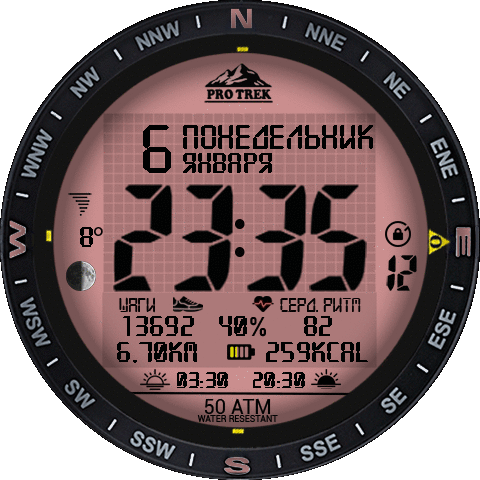 N
NNW NNE
NW NE
WNW ENE
W E
WSW ESE
SW SE
SSW SSE
S
PRO TREK
6 ПОНЕДЕЛЬНИК
ЯНВАРЯ
23:35
8°
12
ШАГИ СЕРД. РИТМ
13692 40% 82
6.70KM 259KCAL
03:30 20:30
50 ATM
WATER RESESTANT